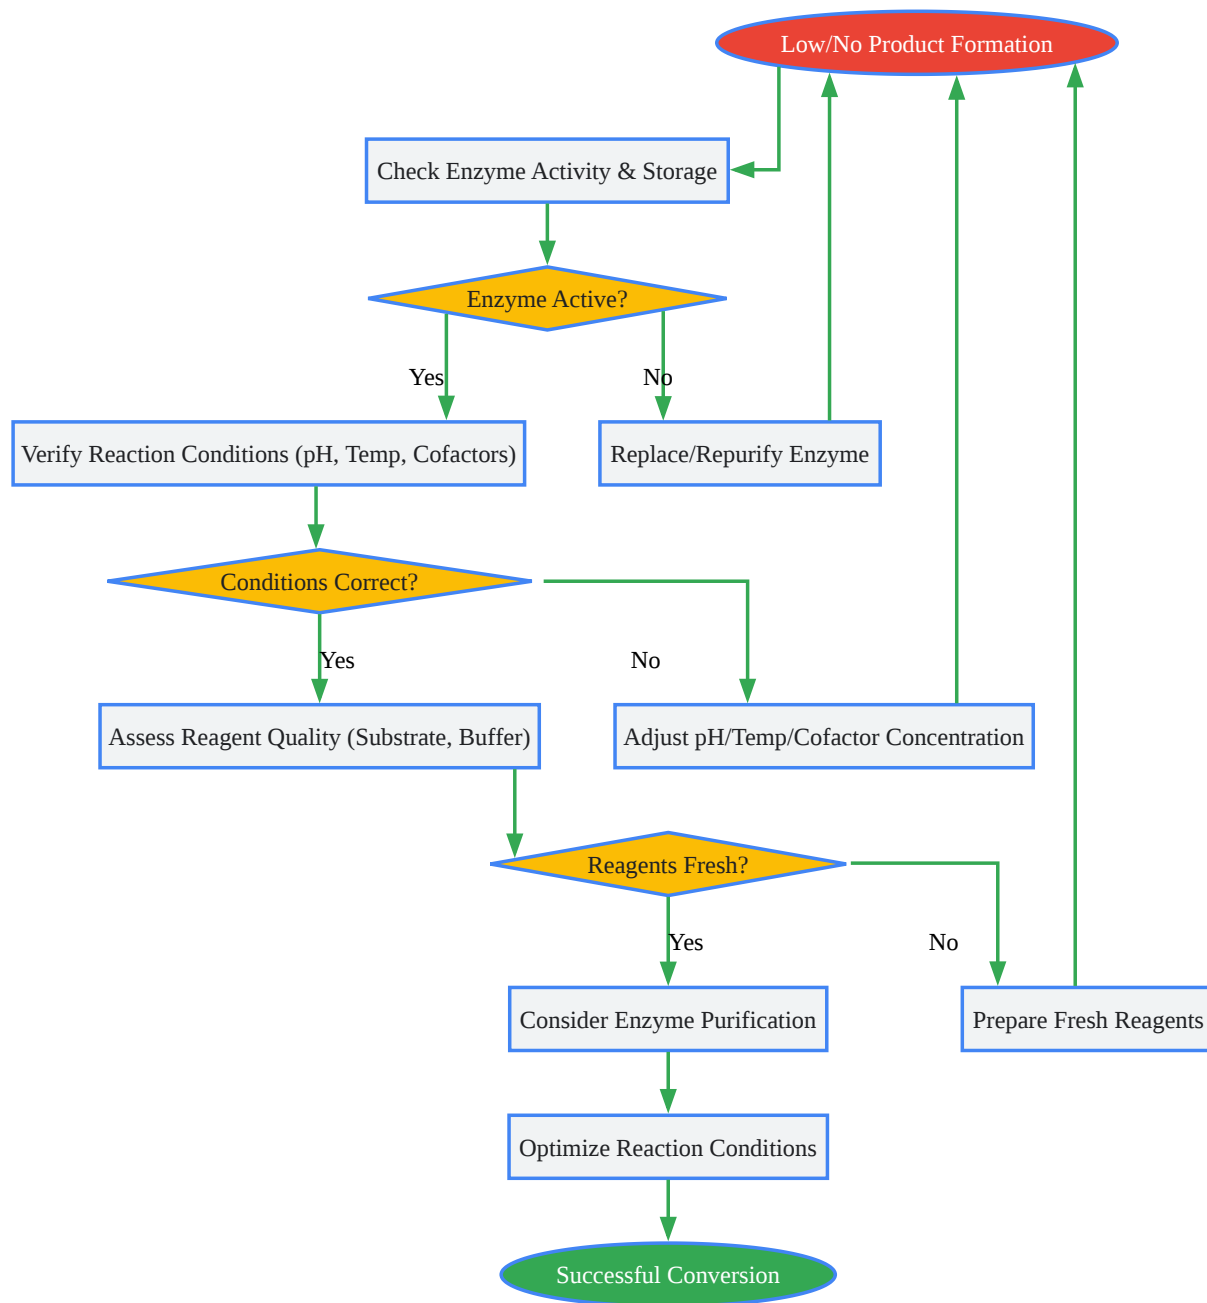 Low/No Product Formation
Check Enzyme Activity & Storage
Enzyme Active?
Yes
No
Verify Reaction Conditions (pH, Temp, Cofactors)
Replace/Repurify Enzyme
Conditions Correct?
Yes
No
Assess Reagent Quality (Substrate, Buffer)
Adjust pH/Temp/Cofactor Concentration
Reagents Fresh?
Yes
No
Consider Enzyme Purification
Prepare Fresh Reagents
Optimize Reaction Conditions
Successful Conversion